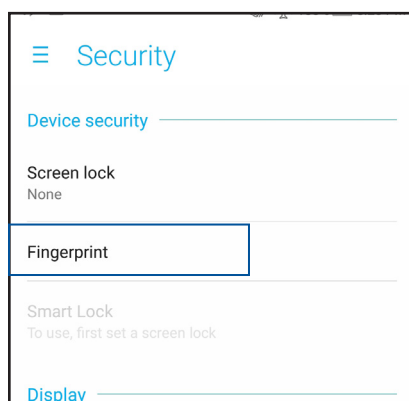 Security
Device security
Screen lock
None
Fingerprint
Smart Lock
To use, first set a screen lock
Display